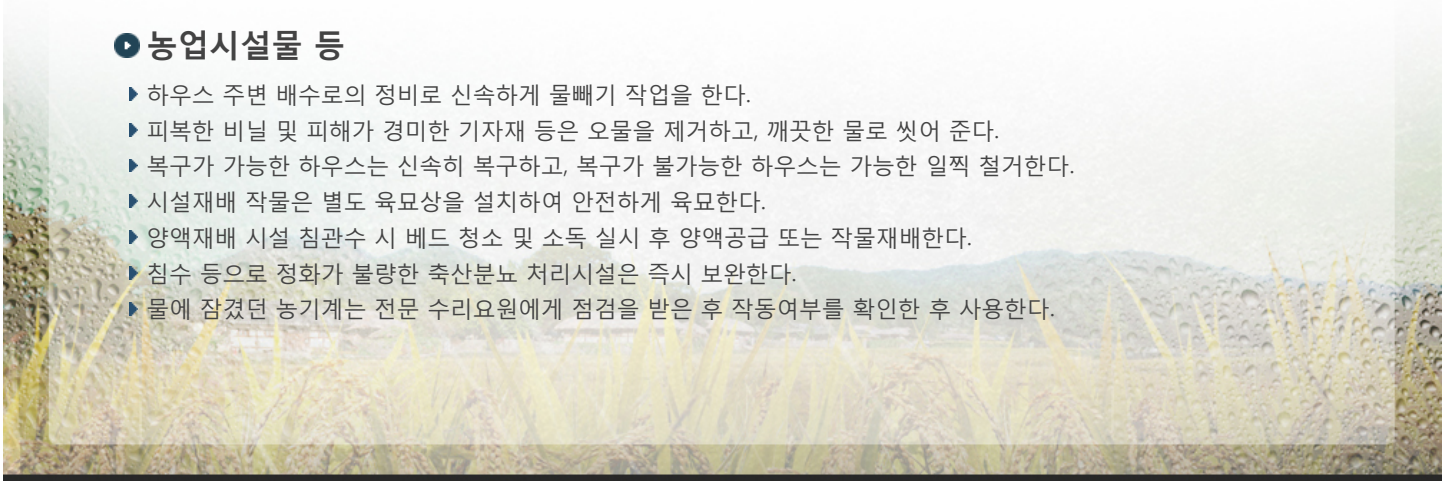 농업시설물 등
하우스 주변 배수로의 정비로 신속하게 물빼기 작업을 한다.
피복한 비닐 및 피해가 경미한 기자재 등은 오물을 제거하고, 깨끗한 물로 씻어 준다.
복구가 가능한 하우스는 신속히 복구하고, 복구가 불가능한 하우스는 가능한 일찍 철거한다.
시설재배 작물은 별도 육묘상을 설치하여 안전하게 육묘한다.
양액재배 시설 침관수 시 베드 청소 및 소독 실시 후 양액공급 또는 작물재배한다.
침수 등으로 정화가 불량한 축산분뇨 처리시설은 즉시 보완한다.
물에 잠겼던 농기계는 전문 수리요원에게 점검을 받은 후 작동여부를 확인한 후 사용한다.